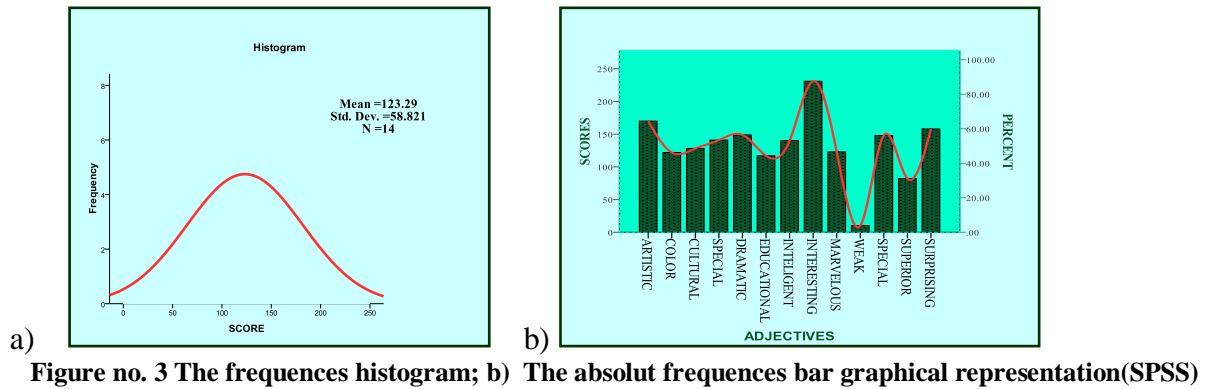 Histogram
Mean =123.29
Std. Dev. =58.821
N =14
Frequency
8
6
4
2
0
0 50 100 150 200 250
SCORE
a)
SCORES
250
200
150
100
50
0
PERCENT
100.00
80.00
60.00
40.00
20.00
.00
ARTISTIC
COLOR
CULTURAL
SPECIAL
DRAMATIC
EDUCATIONAL
INTELIGENT
INTERESTING
MARVELOUS
WEAK
SPECIAL
SUPERIOR
SURPRISING
ADJECTIVES
b)
Figure no. 3 The frequences histogram; b) The absolut frequences bar graphical representation(SPSS)